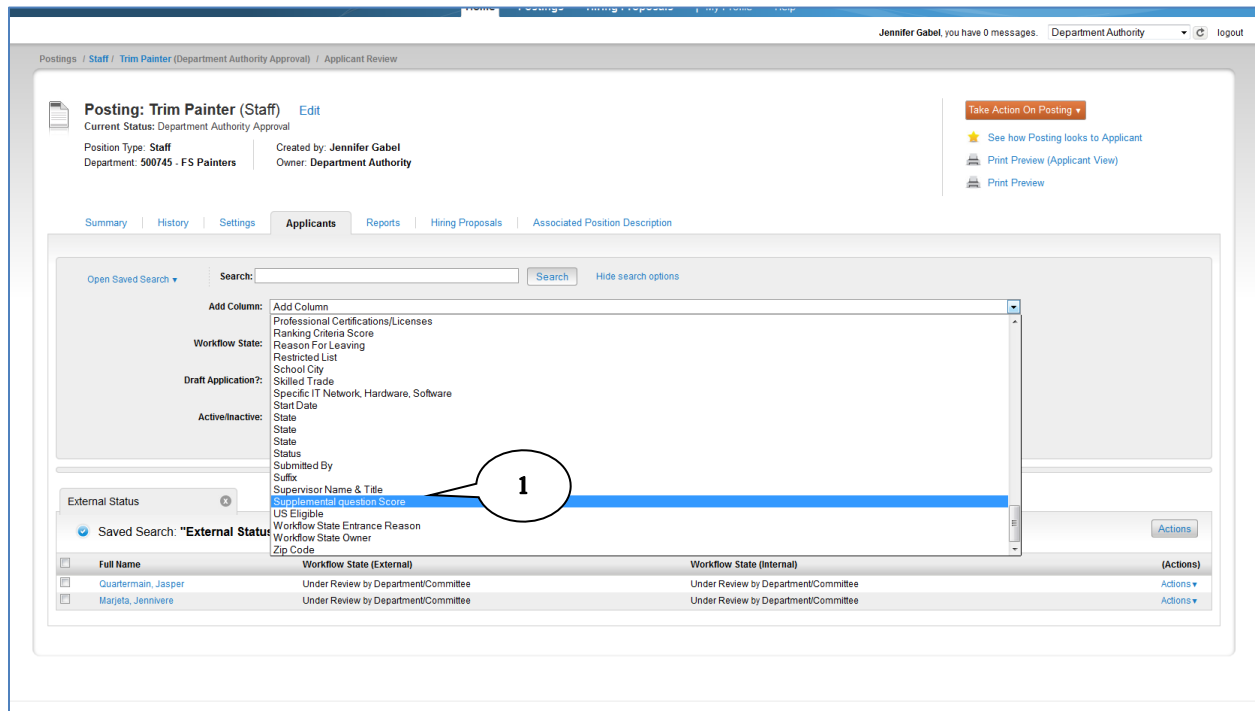 Home Postings Hiring Proposals My Profile Help
Jennifer Gabel, you have 0 messages. Department Authority logout
Postings / Staff / Trim Painter (Department Authority Approval) / Applicant Review
Posting: Trim Painter (Staff) Edit
Current Status: Department Authority Approval
Position Type: Staff
Department: 500745 - FS Painters
Created by: Jennifer Gabel
Owner: Department Authority
Take Action On Posting
See how Posting looks to Applicant
Print Preview (Applicant View)
Print Preview
Summary History Settings Applicants Reports Hiring Proposals Associated Position Description
Open Saved Search Search: Search Hide search options
Add Column: Add Column
Professional Certifications/Licenses
Ranking Criteria Score
Workflow State: Reason For Leaving
Restricted List
School City
Draft Application?: Skilled Trade
Specific IT Network, Hardware, Software
Start Date
Active/Inactive: State
State
State
Status
Submitted By
Suffix
Supervisor Name & Title
Supplemental question Score
1
US Eligible
Workflow State Entrance Reason
Workflow State Owner
Zip Code
External Status
Saved Search: "External Status
Actions
Full Name Workflow State (External) Workflow State (Internal) (Actions)
Quartermain, Jasper Under Review by Department/Committee Under Review by Department/Committee Actions
Marjeta, Jennivere Under Review by Department/Committee Under Review by Department/Committee Actions